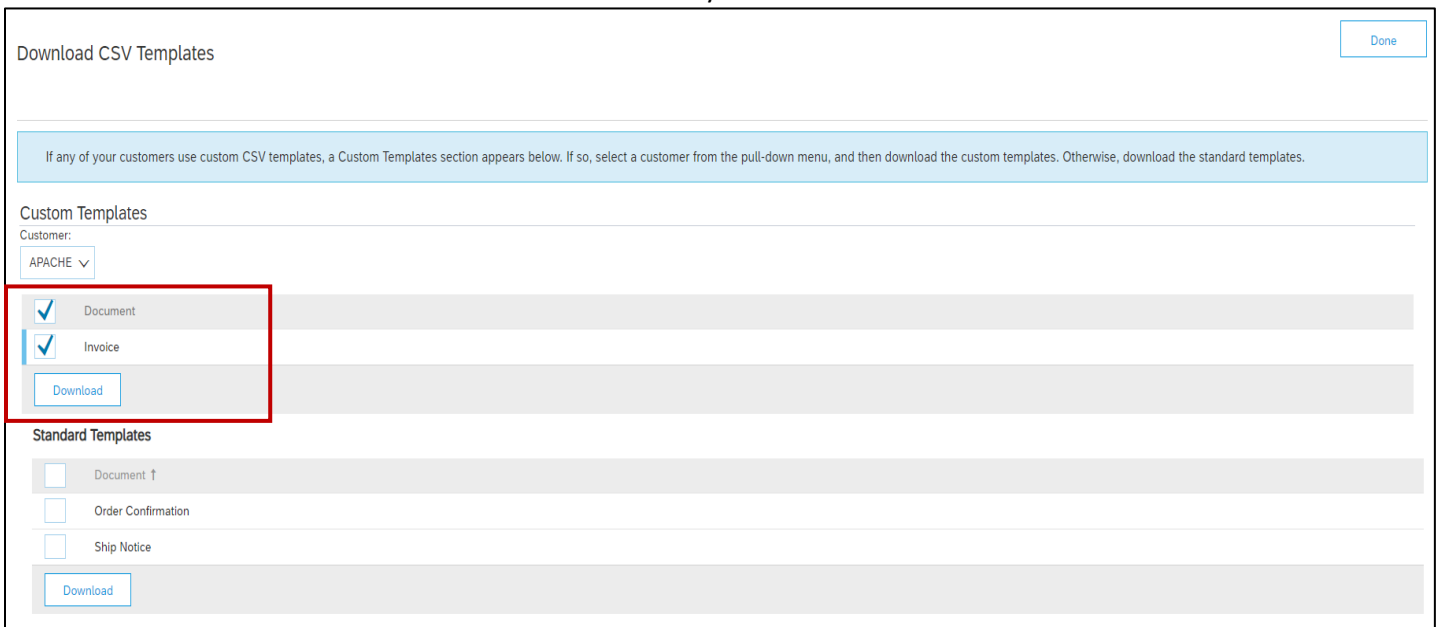 Download CSV Templates
Done
If any of your customers use custom CSV templates, a Custom Templates section appears below. If so, select a customer from the pull-down menu, and then download the custom templates. Otherwise, download the standard templates.
Custom Templates
Customer:
APACHE
Document
Invoice
Download
Standard Templates
Document ↑
Order Confirmation
Ship Notice
Download